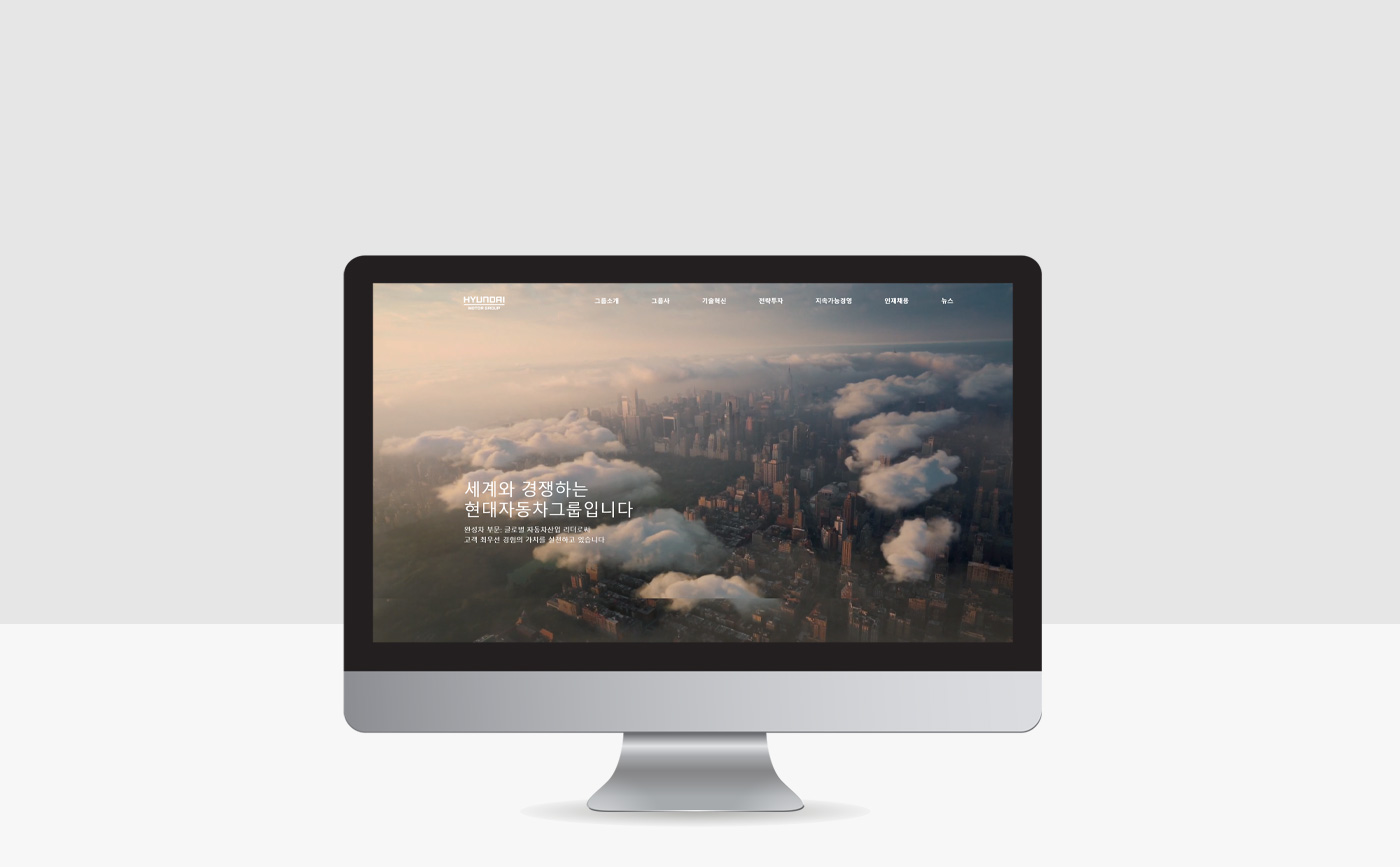 HYUNDAI
MOTOR GROUP
그룹소개 그룹사 기술혁신 전략투자 지속가능경영 인재채용 뉴스
세계와 경쟁하는
현대자동차그룹입니다
완성차 부문: 글로벌 자동차산업 리더로써
고객 최우선 경험의 가치를 실천하고 있습니다